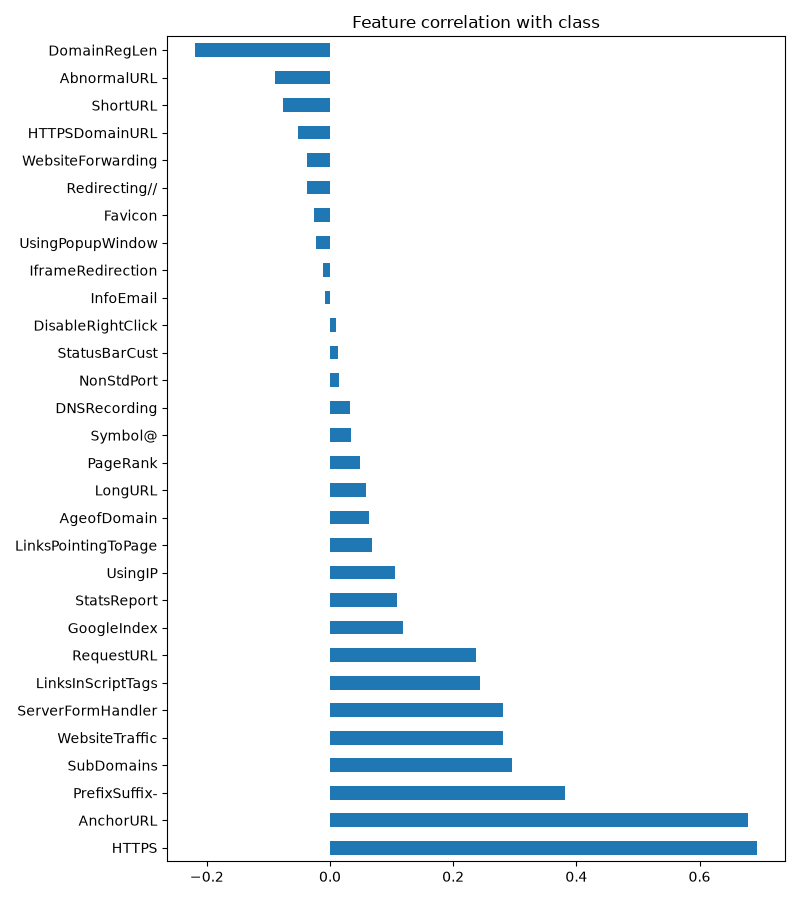 Feature correlation with class
DomainRegLen
AbnormalURL
ShortURL
HTTPSDomainURL
WebsiteForwarding
Redirecting//
Favicon
UsingPopupWindow
IframeRedirection
InfoEmail
DisableRightClick
StatusBarCust
NonStdPort
DNSRecording
Symbol@
PageRank
LongURL
AgeofDomain
LinksPointingToPage
UsingIP
StatsReport
GoogleIndex
RequestURL
LinksInScriptTags
ServerFormHandler
WebsiteTraffic
SubDomains
PrefixSuffix-
AnchorURL
HTTPS
−0.2 0.0 0.2 0.4 0.6